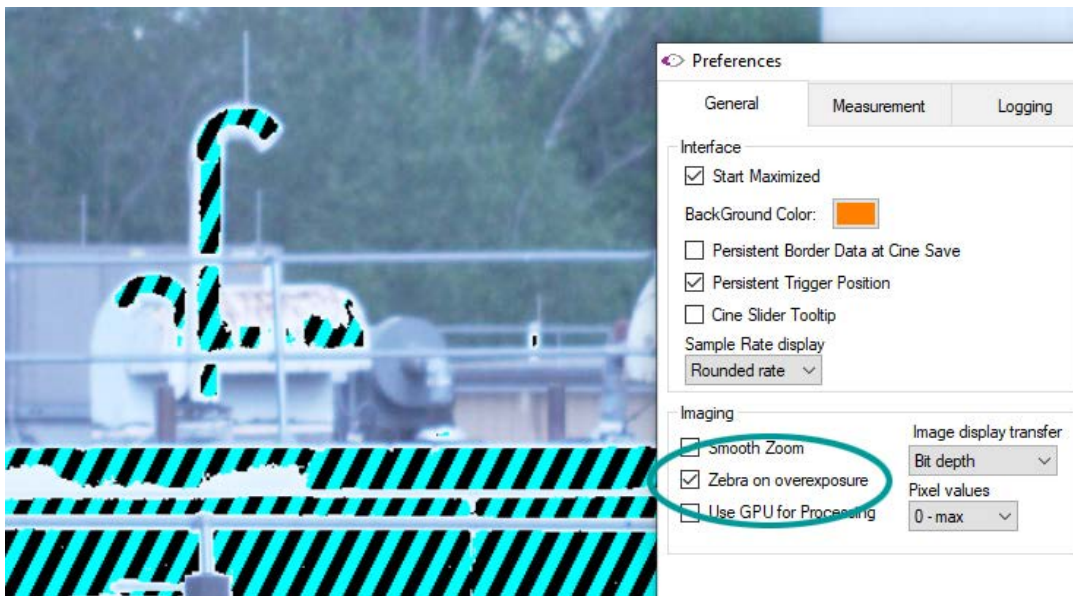 Preferences
General Measurement Logging
Interface
Start Maximized
BackGround Color:
Persistent Border Data at Cine Save
Persistent Trigger Position
Cine Slider Tooltip
Sample Rate display
Rounded rate
Imaging
Smooth Zoom
Zebra on overexposure
Use GPU for Processing
Image display transfer
Bit depth
Pixel values
0 - max